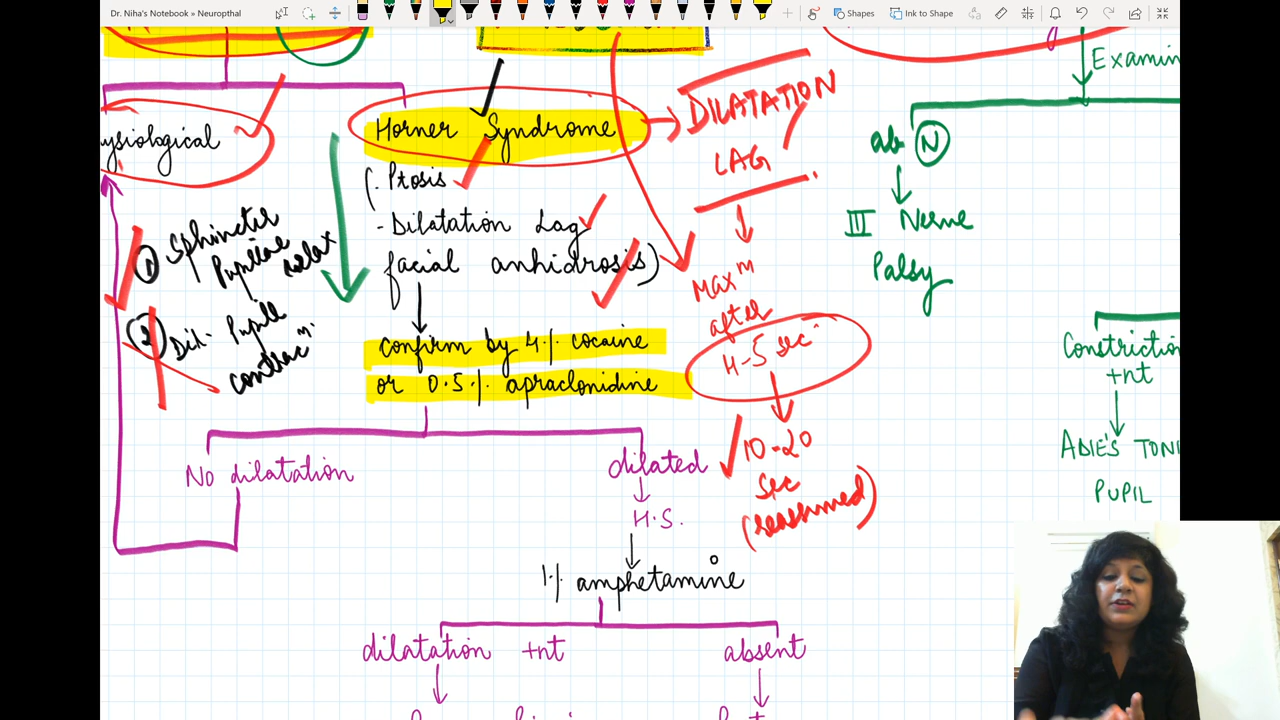 Dr. Niha's Notebook » Neuropthal
Shapes
Ink to Shape
Examin
ysiological
Horner Syndrome
DILATATION
LAG
ab N
(. Ptosis
III Nerve
Palsy
- Dilatation Lag
facial anhidrosis)
① Sphincter
Pupillae
relax
Max m
after
4-5 sec
② Dil. Pupill
contrac m.
confirm by 4% cocaine
or 0.5% apraclonidine
Constriction
+nt
10-20
sec
(reassumed)
ADIE'S TONI
PUPIL
No dilatation
dilated
H.S.
1% amphetamine
dilatation +nt
absent